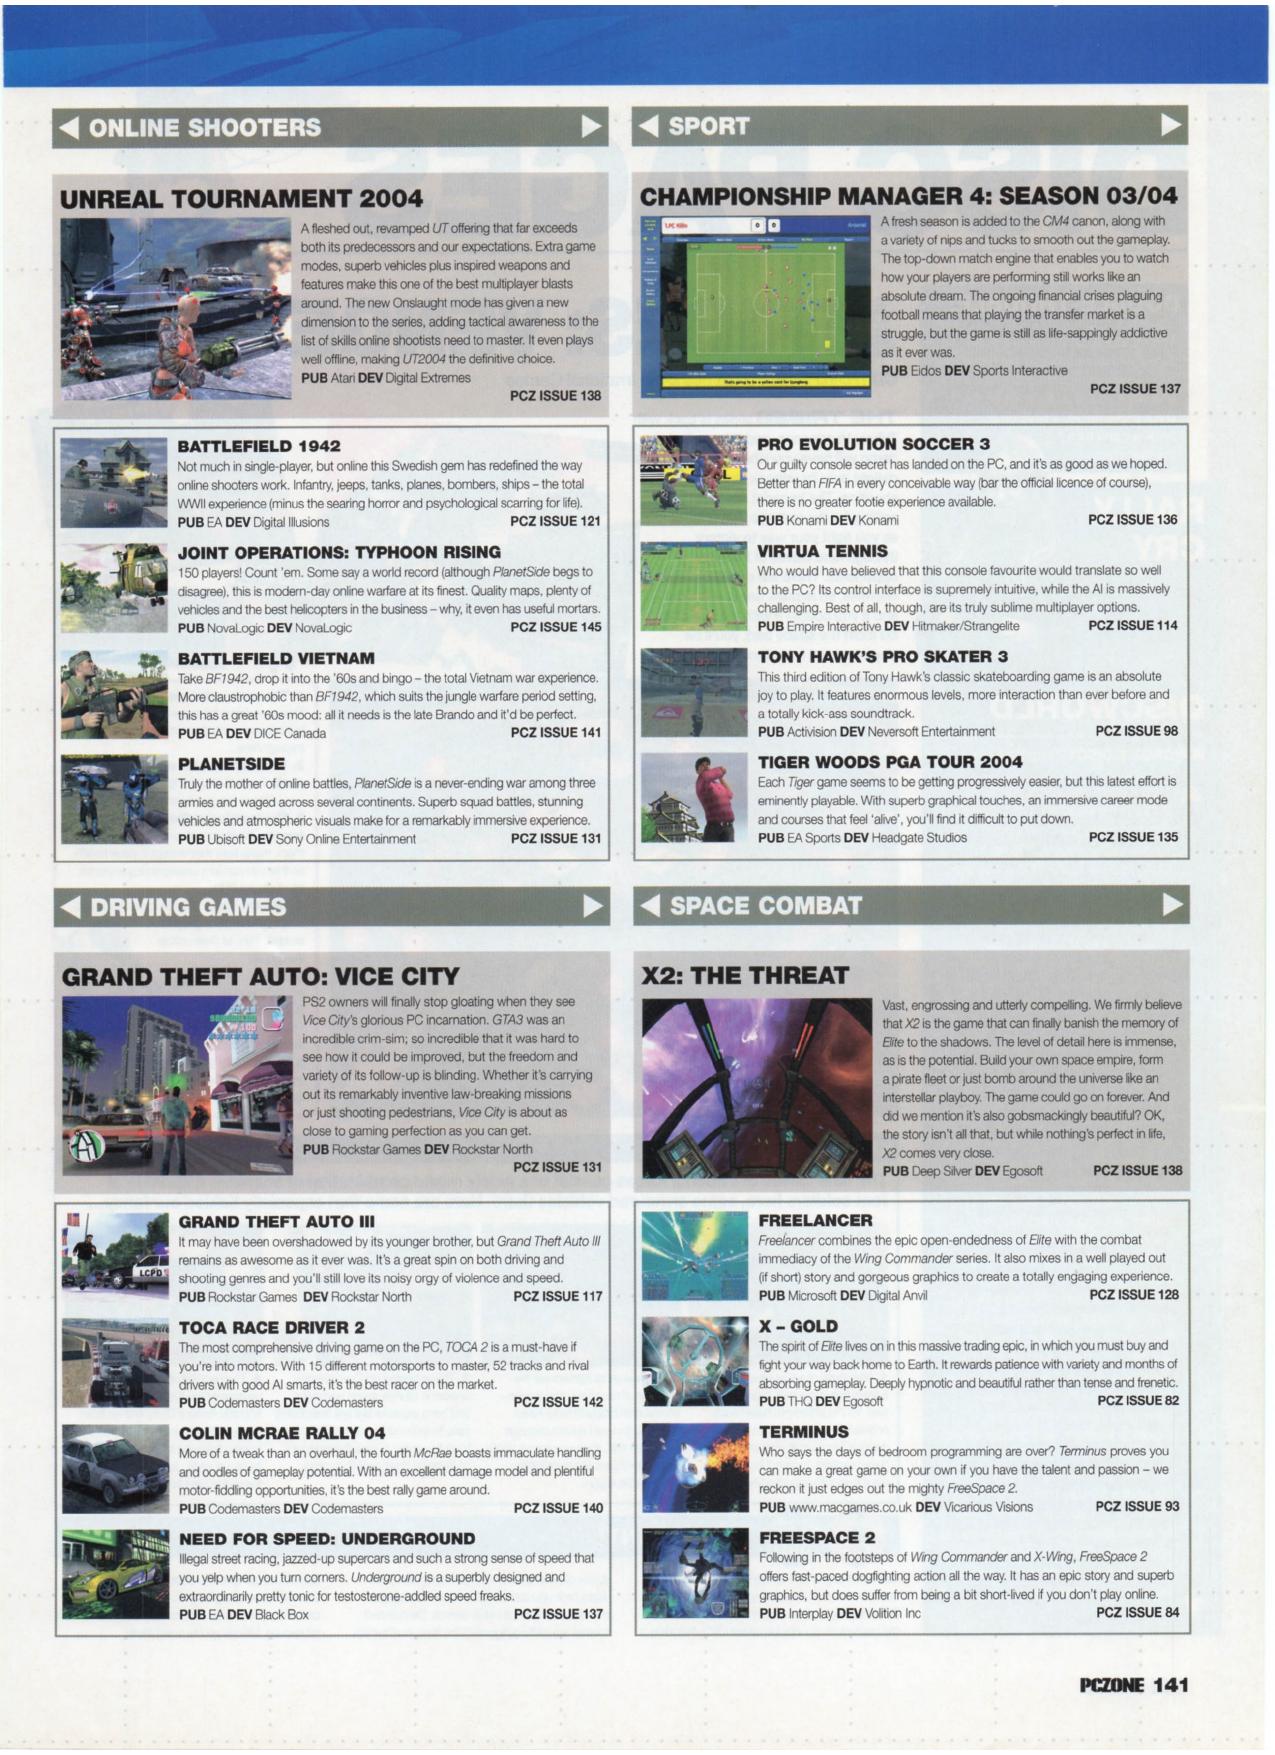 ONLINE SHOOTERS
UNREAL TOURNAMENT 2004
A fleshed out, revamped UT offering that far exceeds
both its predecessors and our expectations. Extra game
modes, superb vehicles plus inspired weapons and
features make this one of the best multiplayer blasts
around. The new Onslaught mode has given a new
dimension to the series, adding tactical awareness to the
list of skills online shootists need to master. It even plays
well offline, making UT2004 the definitive choice.
PUB Atari DEV Digital Extremes
PCZ ISSUE 138
BATTLEFIELD 1942
Not much in single-player, but online this Swedish gem has redefined the way
online shooters work. Infantry, jeeps, tanks, planes, bombers, ships – the total
WWII experience (minus the searing horror and psychological scarring for life).
PUB EA DEV Digital Illusions PCZ ISSUE 121
JOINT OPERATIONS: TYPHOON RISING
150 players! Count 'em. Some say a world record (although PlanetSide begs to
disagree), this is modern-day online warfare at its finest. Quality maps, plenty of
vehicles and the best helicopters in the business – why, it even has useful mortars.
PUB NovaLogic DEV NovaLogic PCZ ISSUE 145
BATTLEFIELD VIETNAM
Take BF1942, drop it into the '60s and bingo – the total Vietnam war experience.
More claustrophobic than BF1942, which suits the jungle warfare period setting,
this has a great '60s mood: all it needs is the late Brando and it'd be perfect.
PUB EA DEV DICE Canada PCZ ISSUE 141
PLANETSIDE
Truly the mother of online battles, PlanetSide is a never-ending war among three
armies and waged across several continents. Superb squad battles, stunning
vehicles and atmospheric visuals make for a remarkably immersive experience.
PUB Ubisoft DEV Sony Online Entertainment PCZ ISSUE 131
SPORT
CHAMPIONSHIP MANAGER 4: SEASON 03/04
A fresh season is added to the CM4 canon, along with
a variety of nips and tucks to smooth out the gameplay.
The top-down match engine that enables you to watch
how your players are performing still works like an
absolute dream. The ongoing financial crises plaguing
football means that playing the transfer market is a
struggle, but the game is still as life-sappingly addictive
as it ever was.
PUB Eidos DEV Sports Interactive
PCZ ISSUE 137
PRO EVOLUTION SOCCER 3
Our guilty console secret has landed on the PC, and it's as good as we hoped.
Better than FIFA in every conceivable way (bar the official licence of course),
there is no greater footie experience available.
PUB Konami DEV Konami PCZ ISSUE 136
VIRTUA TENNIS
Who would have believed that this console favourite would translate so well
to the PC? Its control interface is supremely intuitive, while the AI is massively
challenging. Best of all, though, are its truly sublime multiplayer options.
PUB Empire Interactive DEV Hitmaker/Strangelite PCZ ISSUE 114
TONY HAWK'S PRO SKATER 3
This third edition of Tony Hawk's classic skateboarding game is an absolute
joy to play. It features enormous levels, more interaction than ever before and
a totally kick-ass soundtrack.
PUB Activision DEV Neversoft Entertainment PCZ ISSUE 98
TIGER WOODS PGA TOUR 2004
Each Tiger game seems to be getting progressively easier, but this latest effort is
eminently playable. With superb graphical touches, an immersive career mode
and courses that feel 'alive', you'll find it difficult to put down.
PUB EA Sports DEV Headgate Studios PCZ ISSUE 135
DRIVING GAMES
GRAND THEFT AUTO: VICE CITY
PS2 owners will finally stop gloating when they see
Vice City's glorious PC incarnation. GTA3 was an
incredible crim-sim; so incredible that it was hard to
see how it could be improved, but the freedom and
variety of its follow-up is blinding. Whether it's carrying
out its remarkably inventive law-breaking missions
or just shooting pedestrians, Vice City is about as
close to gaming perfection as you can get.
PUB Rockstar Games DEV Rockstar North
PCZ ISSUE 131
GRAND THEFT AUTO III
It may have been overshadowed by its younger brother, but Grand Theft Auto III
remains as awesome as it ever was. It's a great spin on both driving and
shooting genres and you'll still love its noisy orgy of violence and speed.
PUB Rockstar Games DEV Rockstar North PCZ ISSUE 117
TOCA RACE DRIVER 2
The most comprehensive driving game on the PC, TOCA 2 is a must-have if
you're into motors. With 15 different motorsports to master, 52 tracks and rival
drivers with good AI smarts, it's the best racer on the market.
PUB Codemasters DEV Codemasters PCZ ISSUE 142
COLIN MCRAE RALLY 04
More of a tweak than an overhaul, the fourth McRae boasts immaculate handling
and oodles of gameplay potential. With an excellent damage model and plentiful
motor-fiddling opportunities, it's the best rally game around.
PUB Codemasters DEV Codemasters PCZ ISSUE 140
NEED FOR SPEED: UNDERGROUND
Illegal street racing, jazzed-up supercars and such a strong sense of speed that
you yelp when you turn corners. Underground is a superbly designed and
extraordinarily pretty tonic for testosterone-addled speed freaks.
PUB EA DEV Black Box PCZ ISSUE 137
SPACE COMBAT
X2: THE THREAT
Vast, engrossing and utterly compelling. We firmly believe
that X2 is the game that can finally banish the memory of
Elite to the shadows. The level of detail here is immense,
as is the potential. Build your own space empire, form
a pirate fleet or just bomb around the universe like an
interstellar playboy. The game could go on forever. And
did we mention it's also gobsmackingly beautiful? OK,
the story isn't all that, but while nothing's perfect in life,
X2 comes very close.
PUB Deep Silver DEV Egosoft PCZ ISSUE 138
FREELANCER
Freelancer combines the epic open-endedness of Elite with the combat
immediacy of the Wing Commander series. It also mixes in a well played out
(if short) story and gorgeous graphics to create a totally engaging experience.
PUB Microsoft DEV Digital Anvil PCZ ISSUE 128
X – GOLD
The spirit of Elite lives on in this massive trading epic, in which you must buy and
fight your way back home to Earth. It rewards patience with variety and months of
absorbing gameplay. Deeply hypnotic and beautiful rather than tense and frenetic.
PUB THQ DEV Egosoft PCZ ISSUE 82
TERMINUS
Who says the days of bedroom programming are over? Terminus proves you
can make a great game on your own if you have the talent and passion – we
reckon it just edges out the mighty FreeSpace 2.
PUB www.macgames.co.uk DEV Vicarious Visions PCZ ISSUE 93
FREESPACE 2
Following in the footsteps of Wing Commander and X-Wing, FreeSpace 2
offers fast-paced dogfighting action all the way. It has an epic story and superb
graphics, but does suffer from being a bit short-lived if you don't play online.
PUB Interplay DEV Volition Inc PCZ ISSUE 84
PCZONE 141